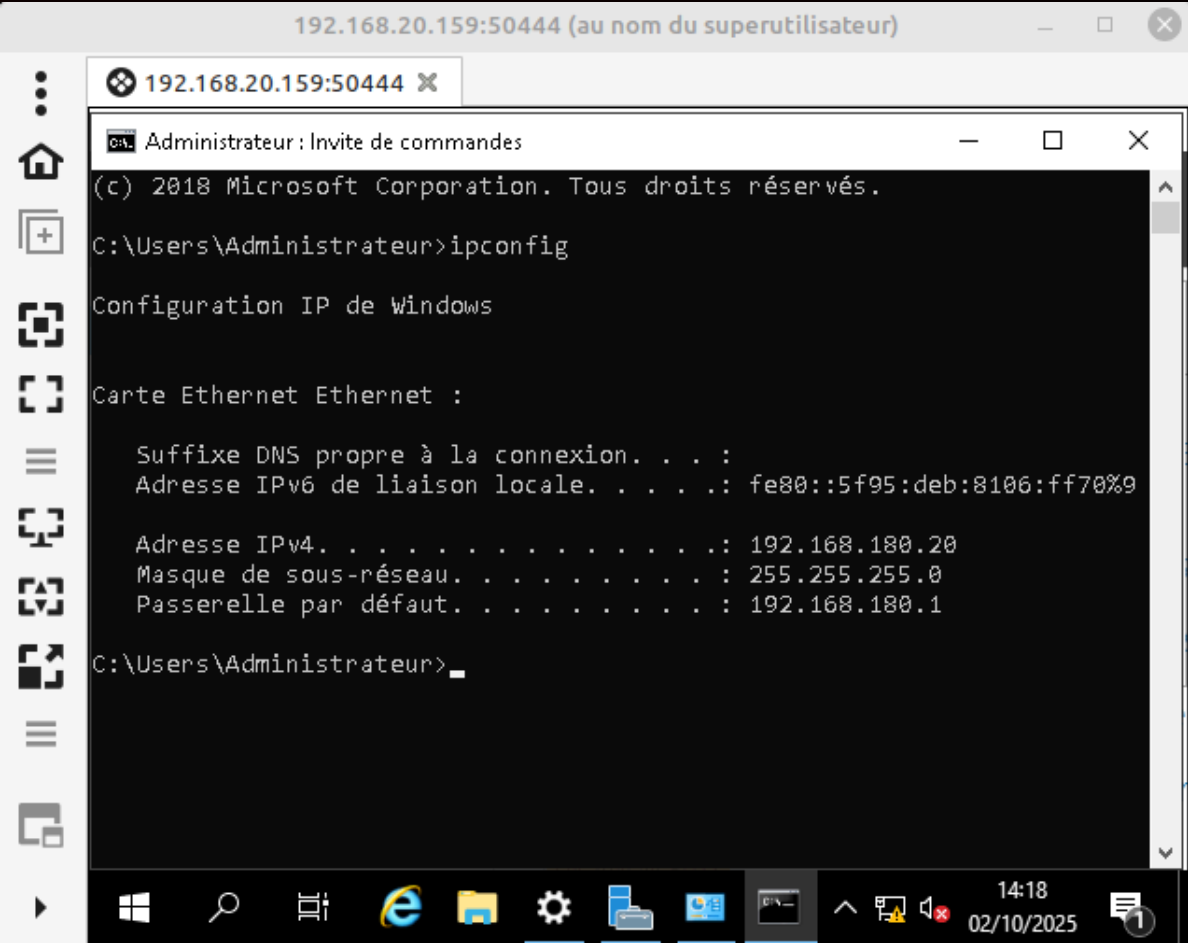 192.168.20.159:50444 (au nom du superutilisateur)
192.168.20.159:50444
Administrateur : Invite de commandes
(c) 2018 Microsoft Corporation. Tous droits réservés.
C:\Users\Administrateur>ipconfig
Configuration IP de Windows
Carte Ethernet Ethernet :
Suffixe DNS propre à la connexion. . . :
Adresse IPv6 de liaison locale. . . . .: fe80::5f95:deb:8106:ff70%9
Adresse IPv4. . . . . . . . . . . . . .: 192.168.180.20
Masque de sous-réseau. . . . . . . . . : 255.255.255.0
Passerelle par défaut. . . . . . . . . : 192.168.180.1
C:\Users\Administrateur>
14:18
02/10/2025
1